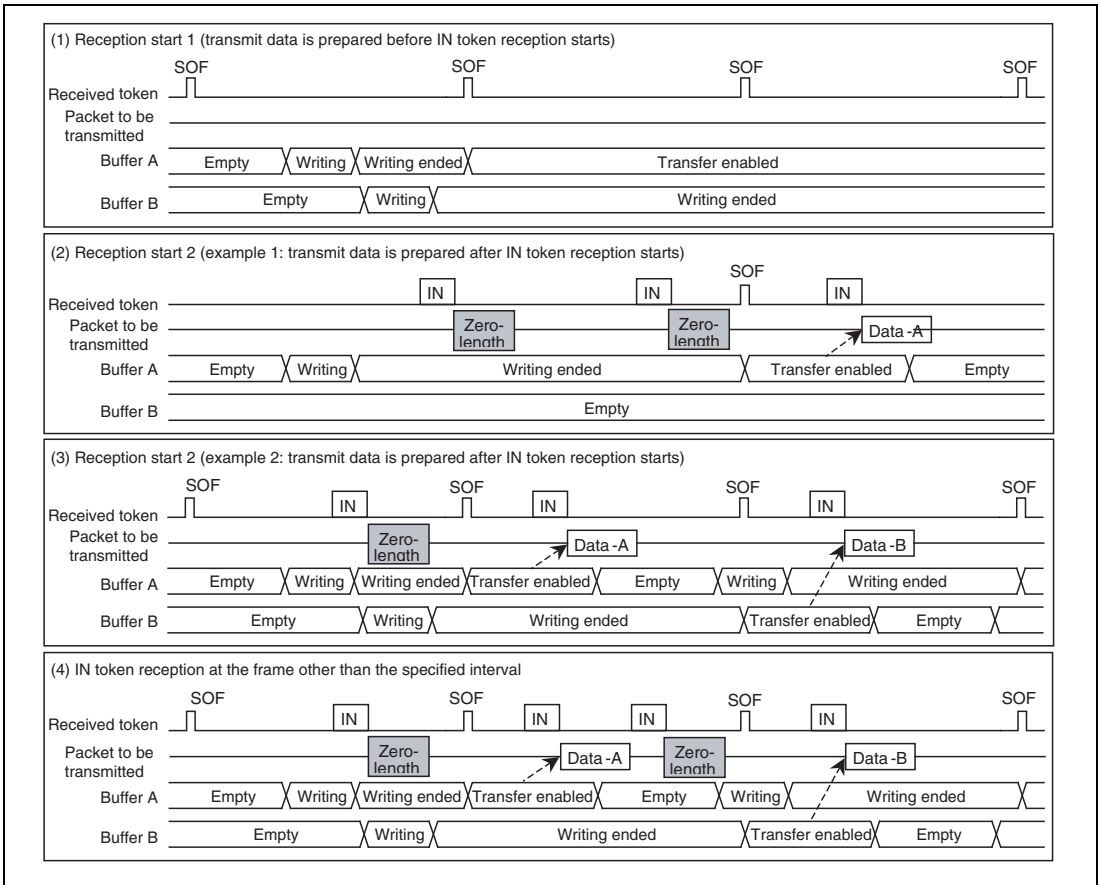 (1) Reception start 1 (transmit data is prepared before IN token reception starts)
SOF SOF SOF SOF
Received token
Packet to be
transmitted
Buffer A Empty Writing Writing ended Transfer enabled
Buffer B Empty Writing Writing ended
(2) Reception start 2 (example 1: transmit data is prepared after IN token reception starts)
SOF
Received token IN IN IN
Packet to be
transmitted
Zero-
length
Zero-
length
Data-A
Buffer A Empty Writing Writing ended Transfer enabled Empty
Buffer B Empty
(3) Reception start 2 (example 2: transmit data is prepared after IN token reception starts)
SOF SOF SOF SOF
Received token IN IN IN
Packet to be
transmitted
Zero-
length
Data-A Data-B
Buffer A Empty Writing Writing ended Transfer enabled Empty Writing Writing ended
Buffer B Empty Writing Writing ended Transfer enabled Empty
(4) IN token reception at the frame other than the specified interval
SOF SOF SOF SOF
Received token IN IN IN IN
Packet to be
transmitted
Zero-
length
Data-A
Zero-
length
Data-B
Buffer A Empty Writing Writing ended Transfer enabled Empty Writing Writing ended
Buffer B Empty Writing Writing ended Transfer enabled Empty